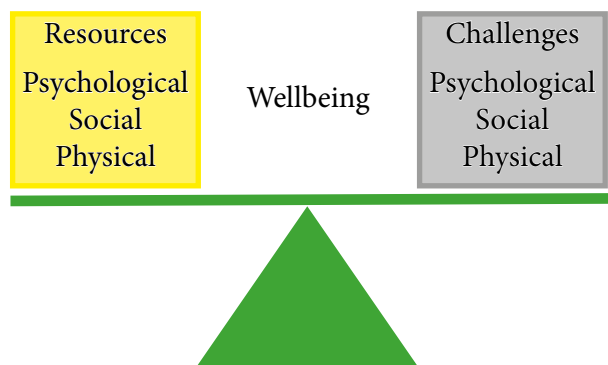 Resources
Psychological
Social
Physical
Wellbeing
Challenges
Psychological
Social
Physical